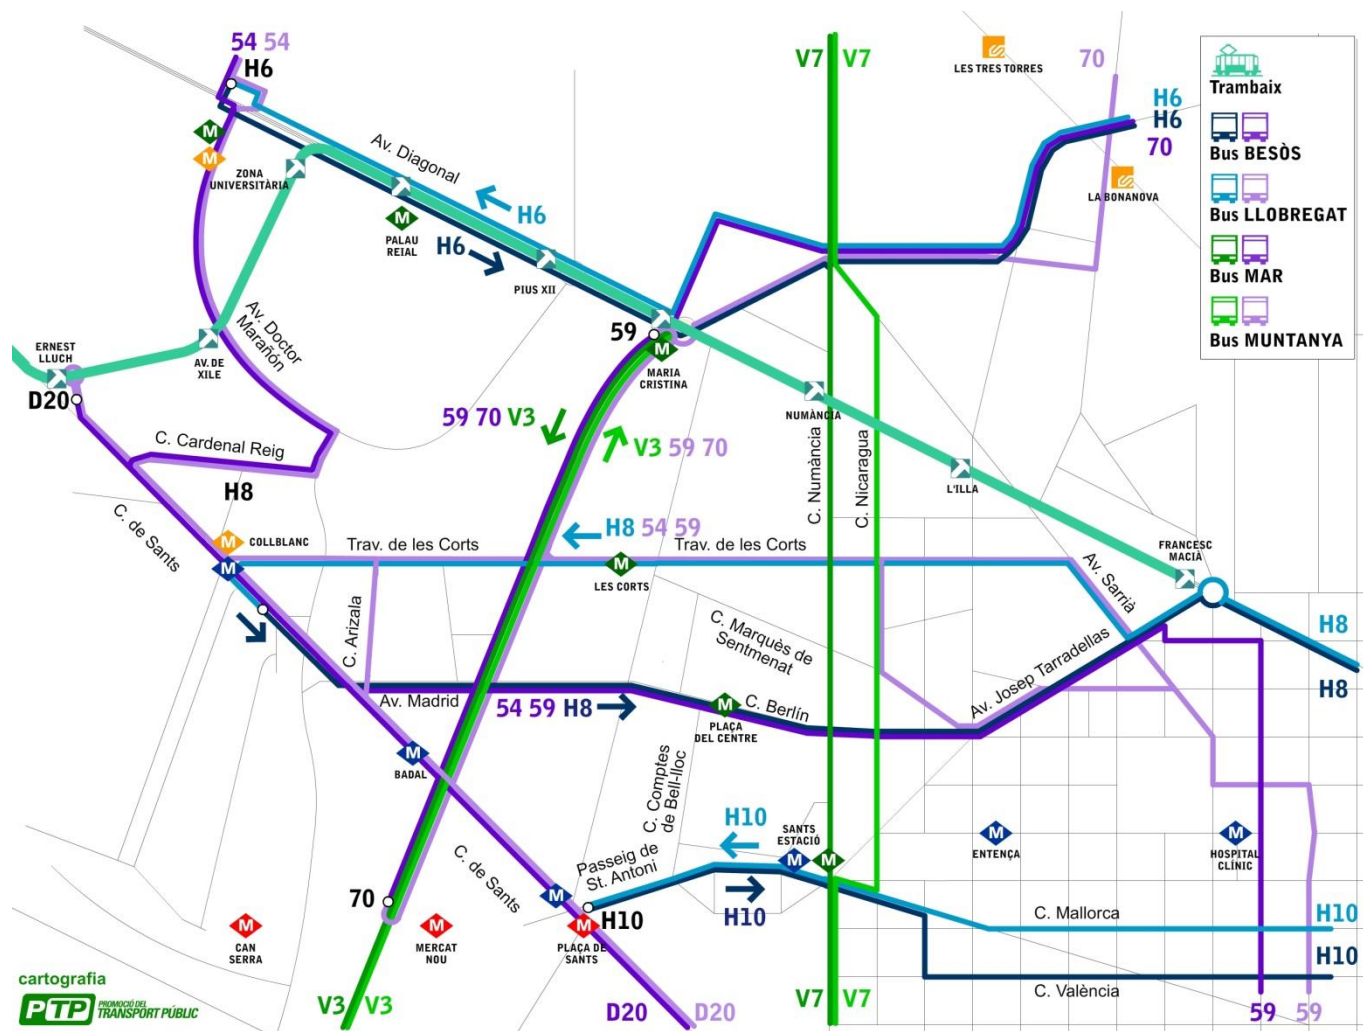 54 54
H6
V7 V7
LES TRES TORRES
70
H6
H6
70
Trambaix
Bus BESÒS
Bus LLOBREGAT
Bus MAR
Bus MUNTANYA
M
M
ZONA
UNIVERSITÀRIA
Av. Diagonal
H6
M
PALAU
REIAL
H6
PIUS XII
LA BONANOVA
Av. Doctor
Marañón
59
M
MARIA
CRISTINA
ERNEST
LLUCH
AV. DE
XILE
D20
NUMÀNCIA
59 70 V3
V3 59 70
C. Cardenal Reig
H8
C. Numància
C. Nicaragua
L'ILLA
C. de Sants
M
COLLBLANC
M
Trav. de les Corts
H8 54 59
Trav. de les Corts
M
LES CORTS
FRANCESC
MACIÀ
Av. Sarrià
C. Arizala
C. Marquès de
Sentmenat
Av. Josep Tarradellas
H8
H8
Av. Madrid
54 59 H8
M
C. Berlín
PLAÇA
DEL CENTRE
M
BADAL
C. Comptes
de Bell-lloc
H10
SANTS
ESTACIÓ
M
M
M
ENTENÇA
M
HOSPITAL
CLÍNIC
C. de Sants
Passeig de
St. Antoni
70
M
H10
H10
M
CAN
SERRA
M
MERCAT
NOU
M
PLAÇA DE
SANTS
C. Mallorca
H10
H10
C. València
cartografia
PTP PROMOCIÓ DEL
TRANSPORT PÚBLIC
V3 V3
D20 D20
V7 V7
59 59